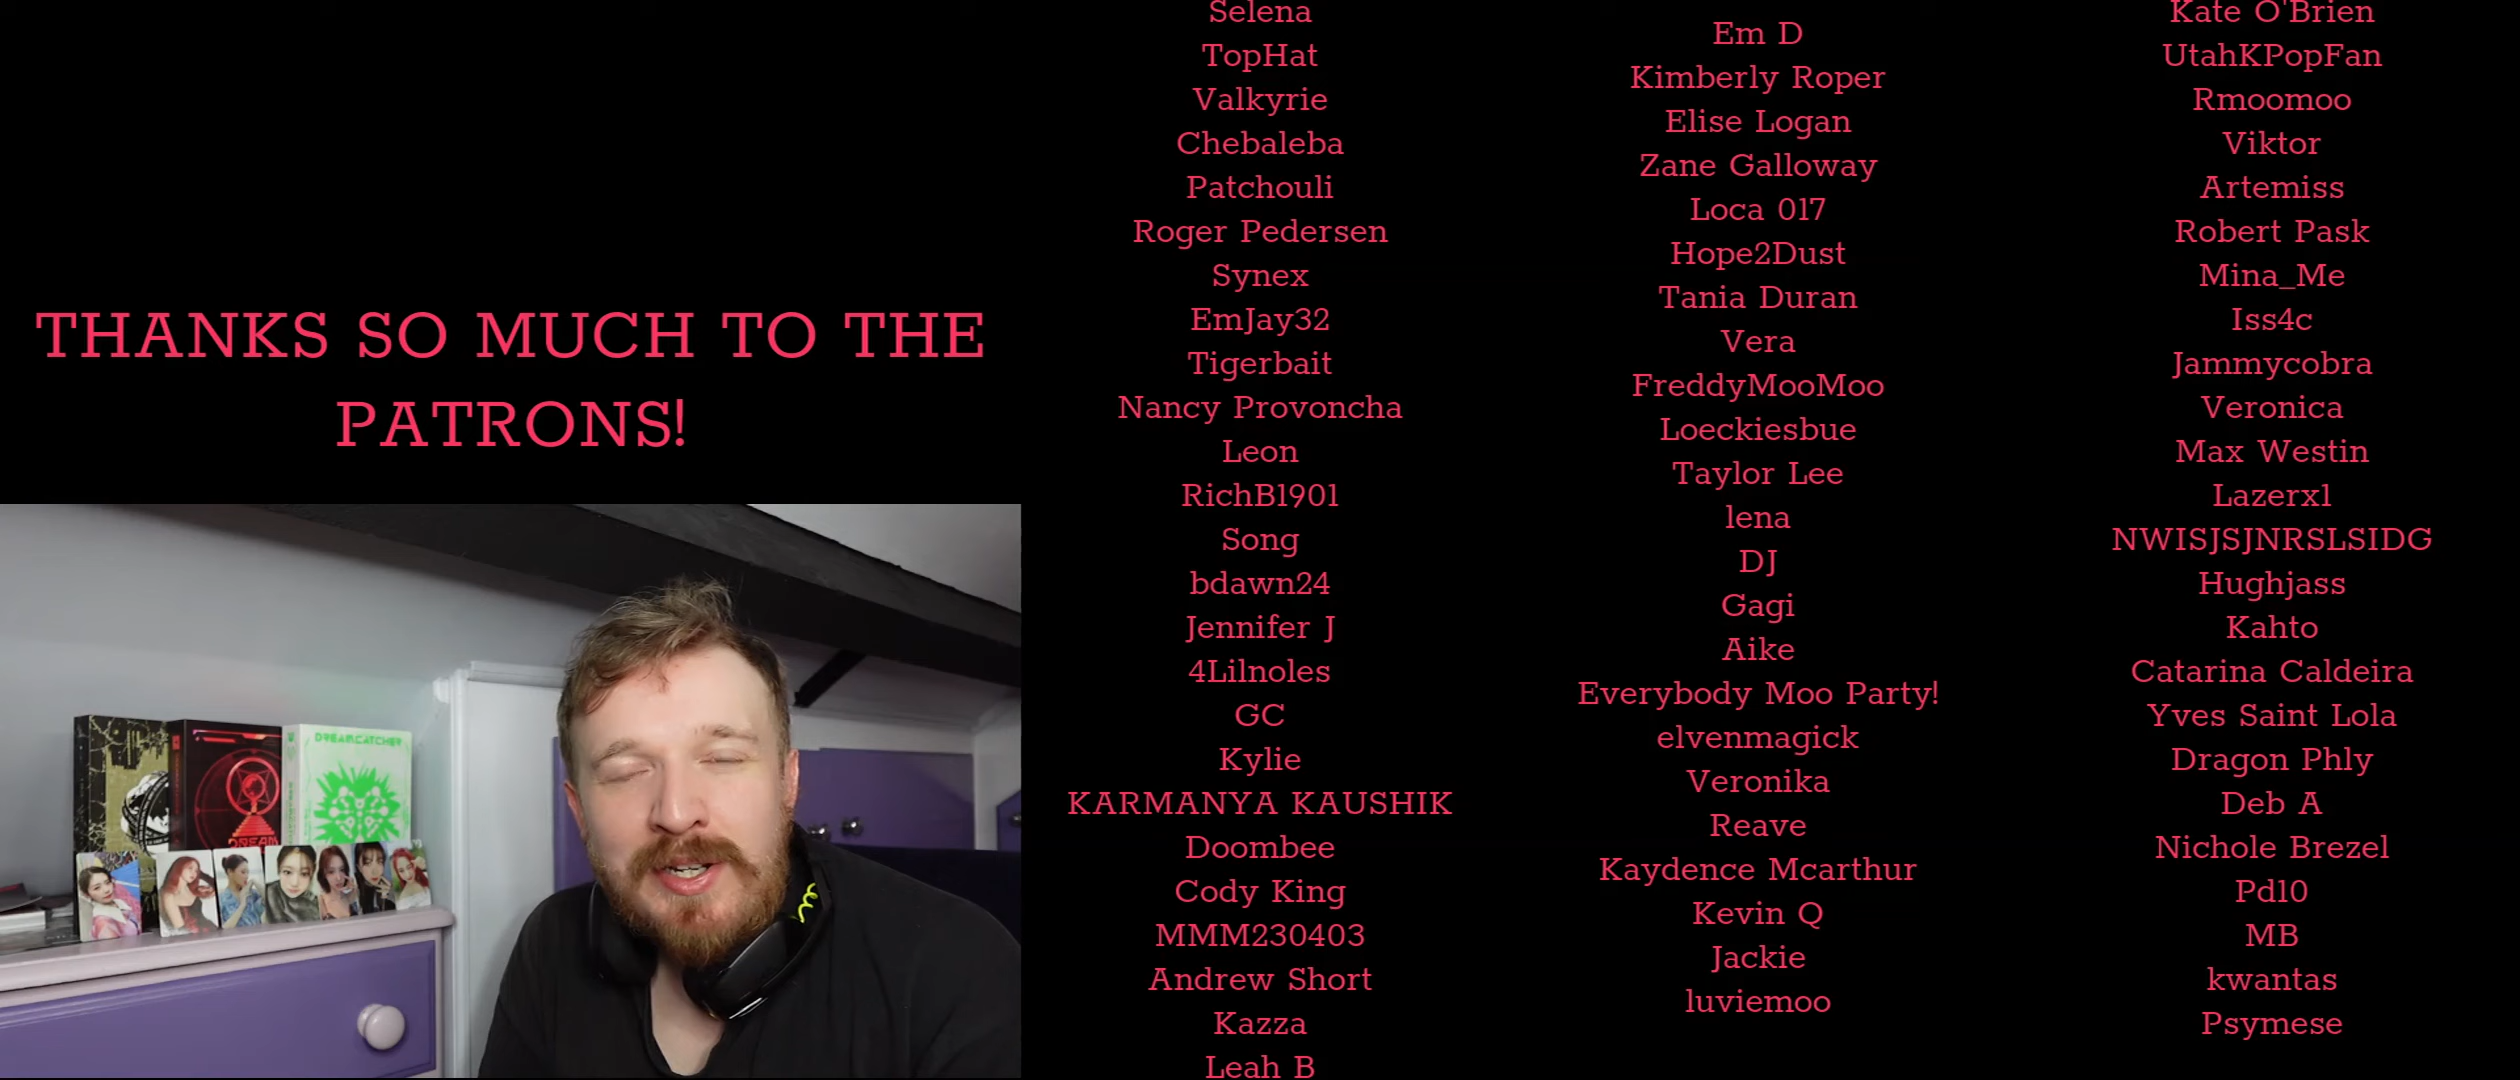 THANKS SO MUCH TO THE
PATRONS!
DREAMCATCHER
DREAM
Selena
TopHat
Valkyrie
Chebaleba
Patchouli
Roger Pedersen
Synex
EmJay32
Tigerbait
Nancy Provoncha
Leon
RichB1901
Song
bdawn24
Jennifer J
4Lilnoles
GC
Kylie
KARMANYA KAUSHIK
Doombee
Cody King
MMM230403
Andrew Short
Kazza
Leah B
Em D
Kimberly Roper
Elise Logan
Zane Galloway
Loca 017
Hope2Dust
Tania Duran
Vera
FreddyMooMoo
Loeckiesbue
Taylor Lee
lena
DJ
Gagi
Aike
Everybody Moo Party!
elvenmagick
Veronika
Reave
Kaydence Mcarthur
Kevin Q
Jackie
luviemoo
Kate O'Brien
UtahKPopFan
Rmoomoo
Viktor
Artemiss
Robert Pask
Mina_Me
Iss4c
Jammycobra
Veronica
Max Westin
Lazerxl
NWISJSJNRSLSIDG
Hughjass
Kahto
Catarina Caldeira
Yves Saint Lola
Dragon Phly
Deb A
Nichole Brezel
Pd10
MB
kwantas
Psymese